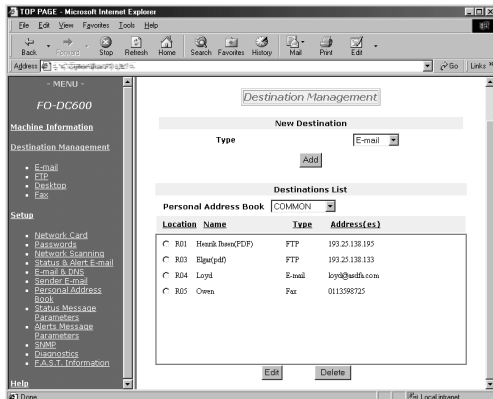 TOP PAGE - Microsoft Internet Explorer
File Edit View Favorites Tools Help
Back Forward Stop Refresh Home Search Favorites History Mail Print Edit
Address Go Links »
- MENU -
FO-DC600
Machine Information
Destination Management
E-mail
FTP
Desktop
Fax
Setup
Network Card
Passwords
Network Scanning
Status & Alert E-mail
E-mail & DNS
Sender E-mail
Personal Address
Book
Status Message
Parameters
Alerts Message
Parameters
SNMP
Diagnostics
F.A.S.T. Information
Help
Destination Management
New Destination
Type E-mail
Add
Destinations List
Personal Address Book COMMON
Location Name Type Address(es)
R01 Henrik Ibsen(PDF) FTP 193.25.138.195
R03 Elgar(pdf) FTP 193.25.138.133
R04 Loyd E-mail loyd@asdfa.com
R05 Owen Fax 0113598725
Edit Delete
Done Local intranet